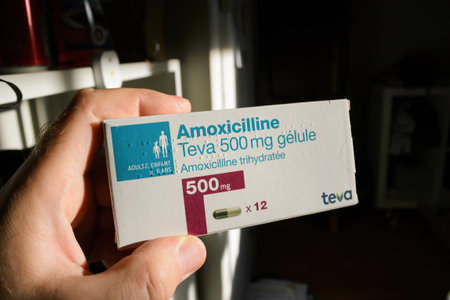 Amoxicilline
Teva 500 mg gélule
Amoxicilline trihydratée
ADULTE, ENFANT
> 6 ANS
500 mg
x 12
teva